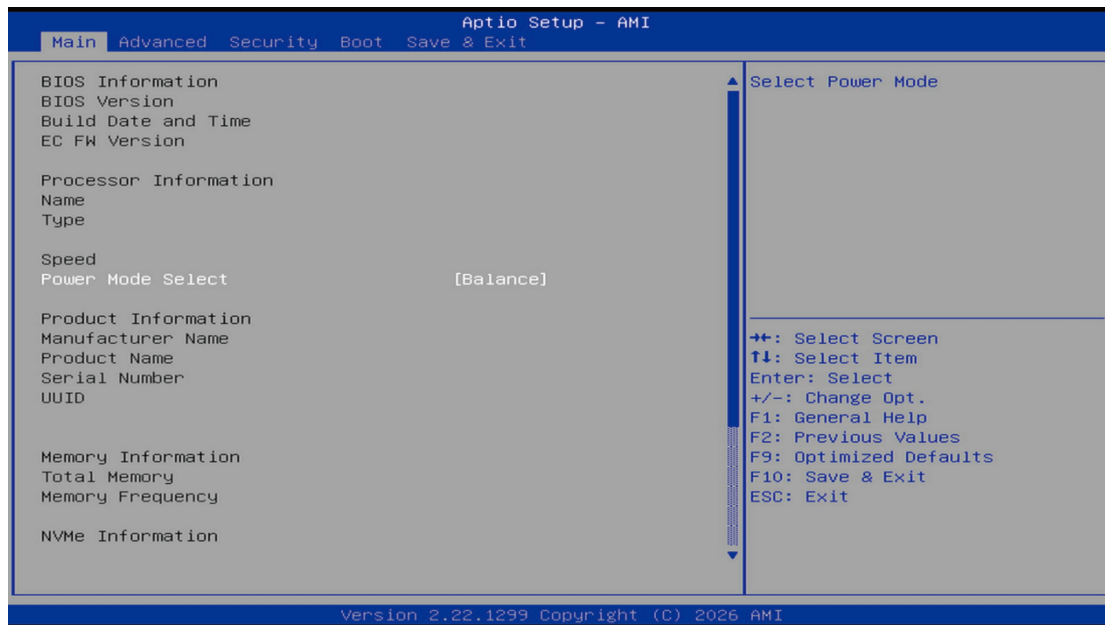 Aptio Setup – AMI
Main Advanced Security Boot Save & Exit
BIOS Information
BIOS Version
Build Date and Time
EC FW Version
Processor Information
Name
Type
Speed
Power Mode Select [Balance]
Product Information
Manufacturer Name
Product Name
Serial Number
UUID
Memory Information
Total Memory
Memory Frequency
NVMe Information
Select Power Mode
→←: Select Screen
↑↓: Select Item
Enter: Select
+/-: Change Opt.
F1: General Help
F2: Previous Values
F9: Optimized Defaults
F10: Save & Exit
ESC: Exit
Version 2.22.1299 Copyright (C) 2026 AMI